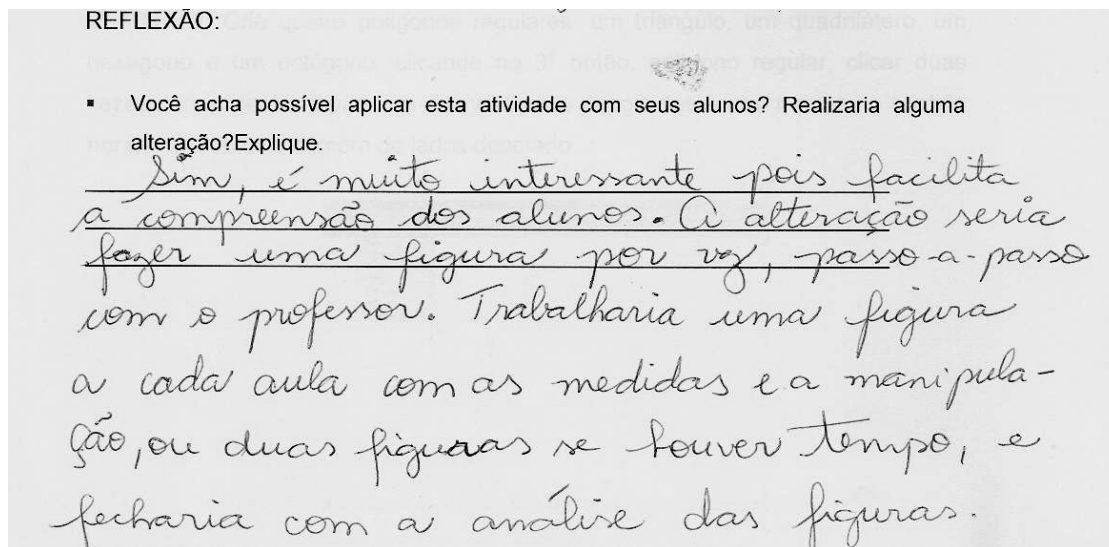 REFLEXÃO:
▪ Você acha possível aplicar esta atividade com seus alunos? Realizaria alguma
alteração?Explique.
Sim, é muito interessante pois facilita
a compreensão dos alunos. A alteração seria
fazer uma figura por vez, passo-a-passo
com o professor. Trabalharia uma figura
a cada aula com as medidas e a manipula-
ção, ou duas figuras se houver tempo, e
fecharia com a análise das figuras.